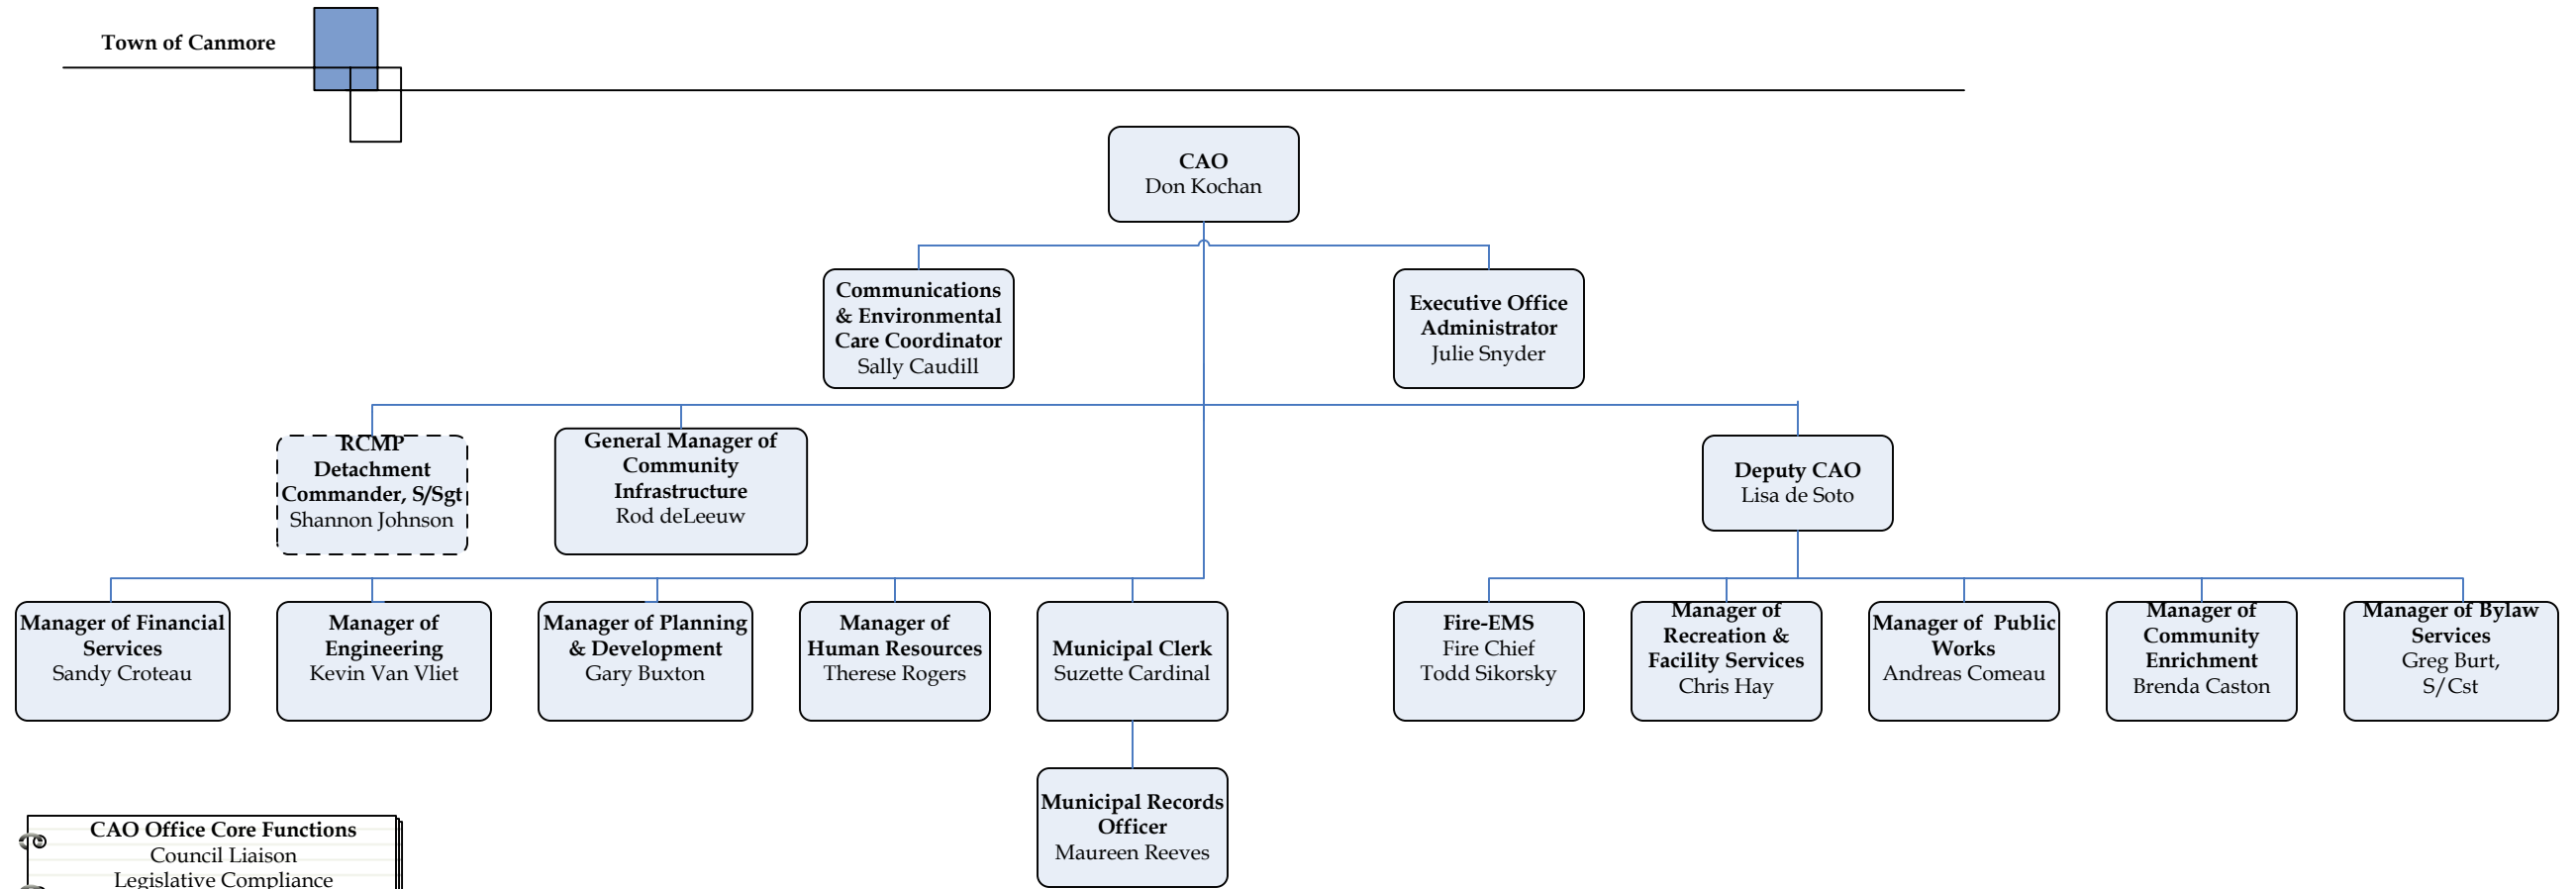 Town of Canmore
CAO
Don Kochan
Communications
& Environmental
Care Coordinator
Sally Caudill
Executive Office
Administrator
Julie Snyder
RCMP
Detachment
Commander, S/Sgt
Shannon Johnson
General Manager of
Community
Infrastructure
Rod deLeeuw
Deputy CAO
Lisa de Soto
Manager of Financial
Services
Sandy Croteau
Manager of
Engineering
Kevin Van Vliet
Manager of Planning
& Development
Gary Buxton
Manager of
Human Resources
Therese Rogers
Municipal Clerk
Suzette Cardinal
Fire-EMS
Fire Chief
Todd Sikorsky
Manager of
Recreation &
Facility Services
Chris Hay
Manager of  Public
Works
Andreas Comeau
Manager of
Community
Enrichment
Brenda Caston
Manager of Bylaw
Services
Greg Burt,
S/Cst
Municipal Records
Officer
Maureen Reeves
CAO Office Core Functions
Council Liaison
Legislative Compliance